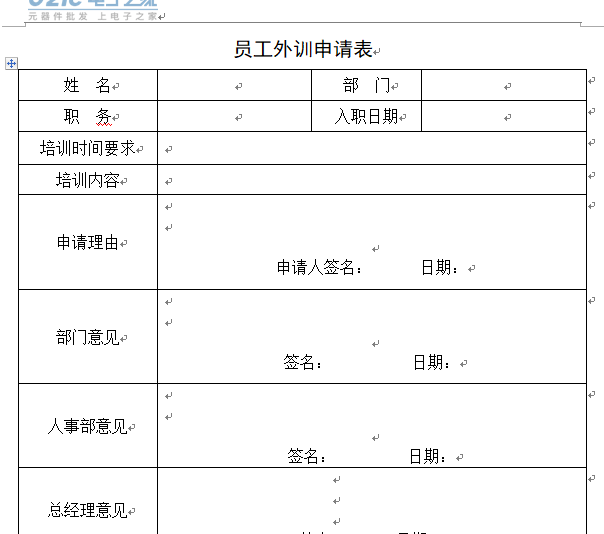 元器件批发 上电子之家
员工外训申请表
姓 名
部 门
职 务
入职日期
培训时间要求
培训内容
申请理由
申请人签名： 日期：
部门意见
签名： 日期：
人事部意见
签名： 日期：
总经理意见